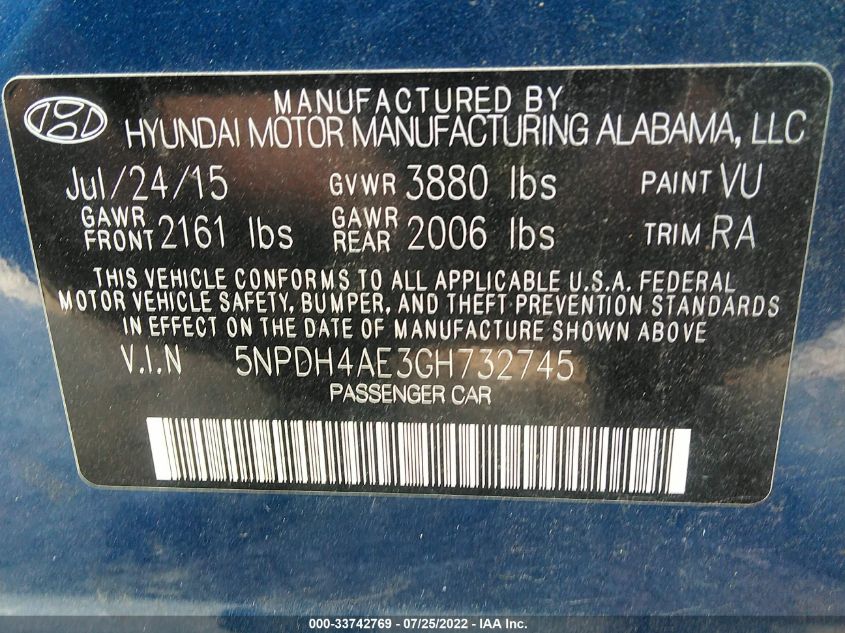 MANUFACTURED BY
HYUNDAI MOTOR MANUFACTURING ALABAMA, LLC
Jul/24/15 GVWR 3880 lbs PAINT VU
GAWR FRONT 2161 lbs GAWR REAR 2006 lbs TRIM RA
THIS VEHICLE CONFORMS TO ALL APPLICABLE U.S.A. FEDERAL
MOTOR VEHICLE SAFETY, BUMPER, AND THEFT PREVENTION STANDARDS
IN EFFECT ON THE DATE OF MANUFACTURE SHOWN ABOVE.
V.I.N 5NPDH4AE3GH732745
PASSENGER CAR
000-33742769 - 07/25/2022 - IAA Inc.